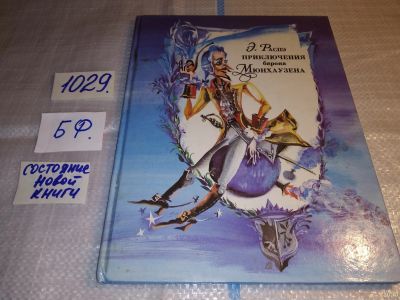 Э. Распэ
ПРИКЛЮЧЕНИЯ
барона
МЮНХАУЗЕНА
1029.
БФ.
СОСТОЯНИЕ
НОВОЙ
КНИГИ